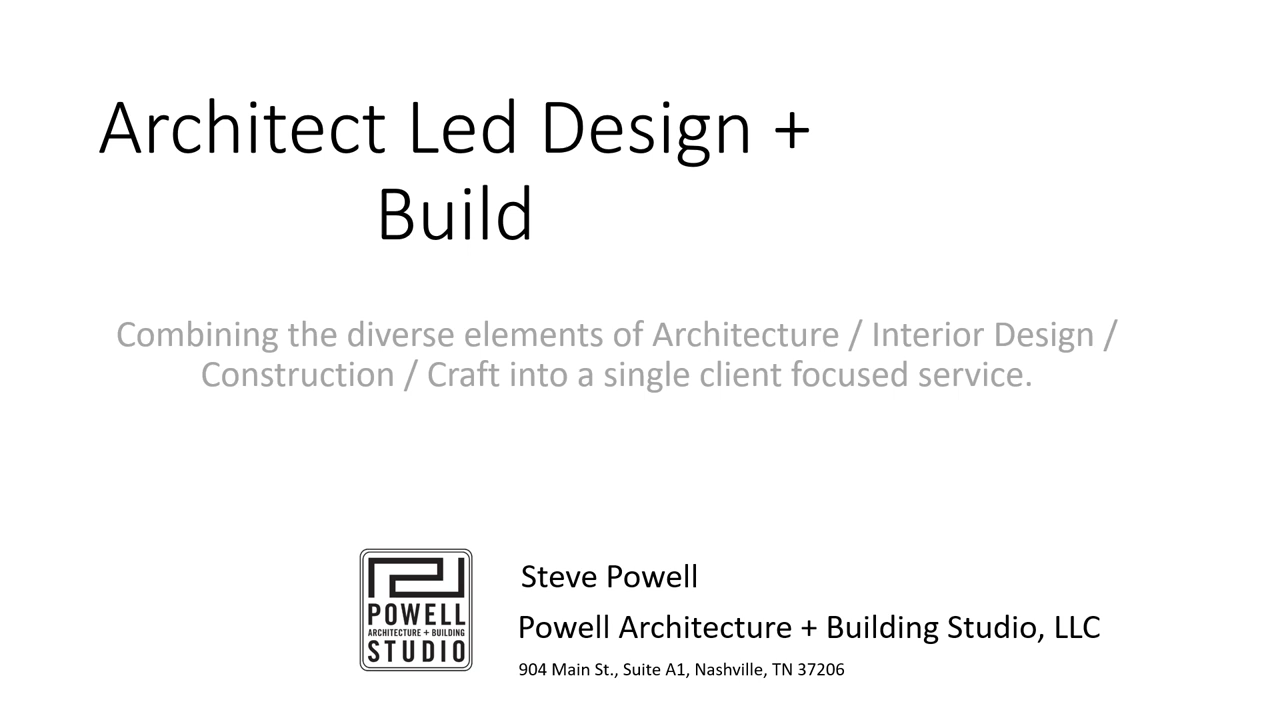 Architect Led Design +
Build
Combining the diverse elements of Architecture / Interior Design /
Construction / Craft into a single client focused service.
POWELL
ARCHITECTURE + BUILDING
STUDIO
Steve Powell
Powell Architecture + Building Studio, LLC
904 Main St., Suite A1, Nashville, TN 37206